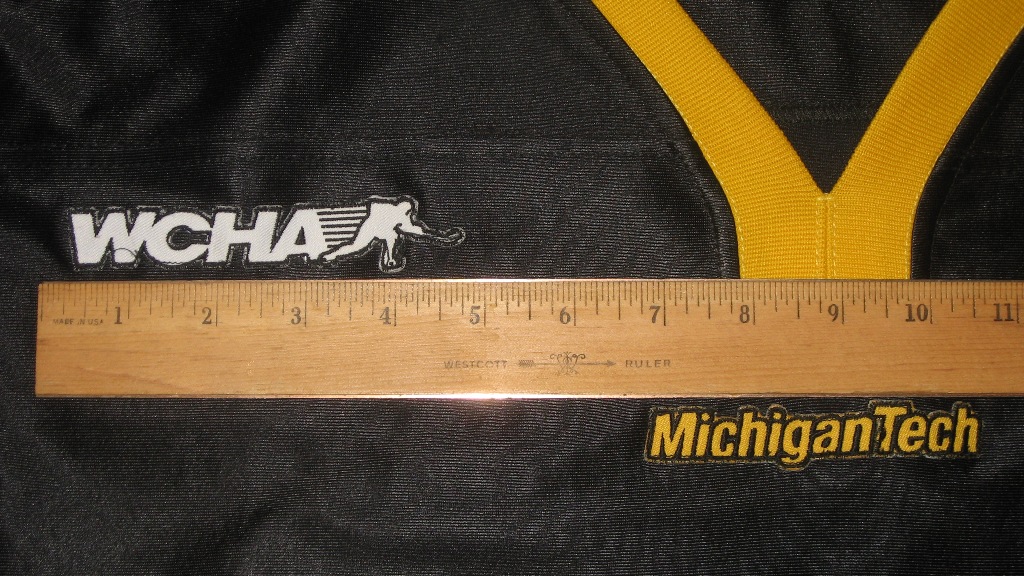 WCHA
1 2 3 4 5 6 7 8 9 10 11
MADE IN USA
WESTCOTT RULER
MichiganTech